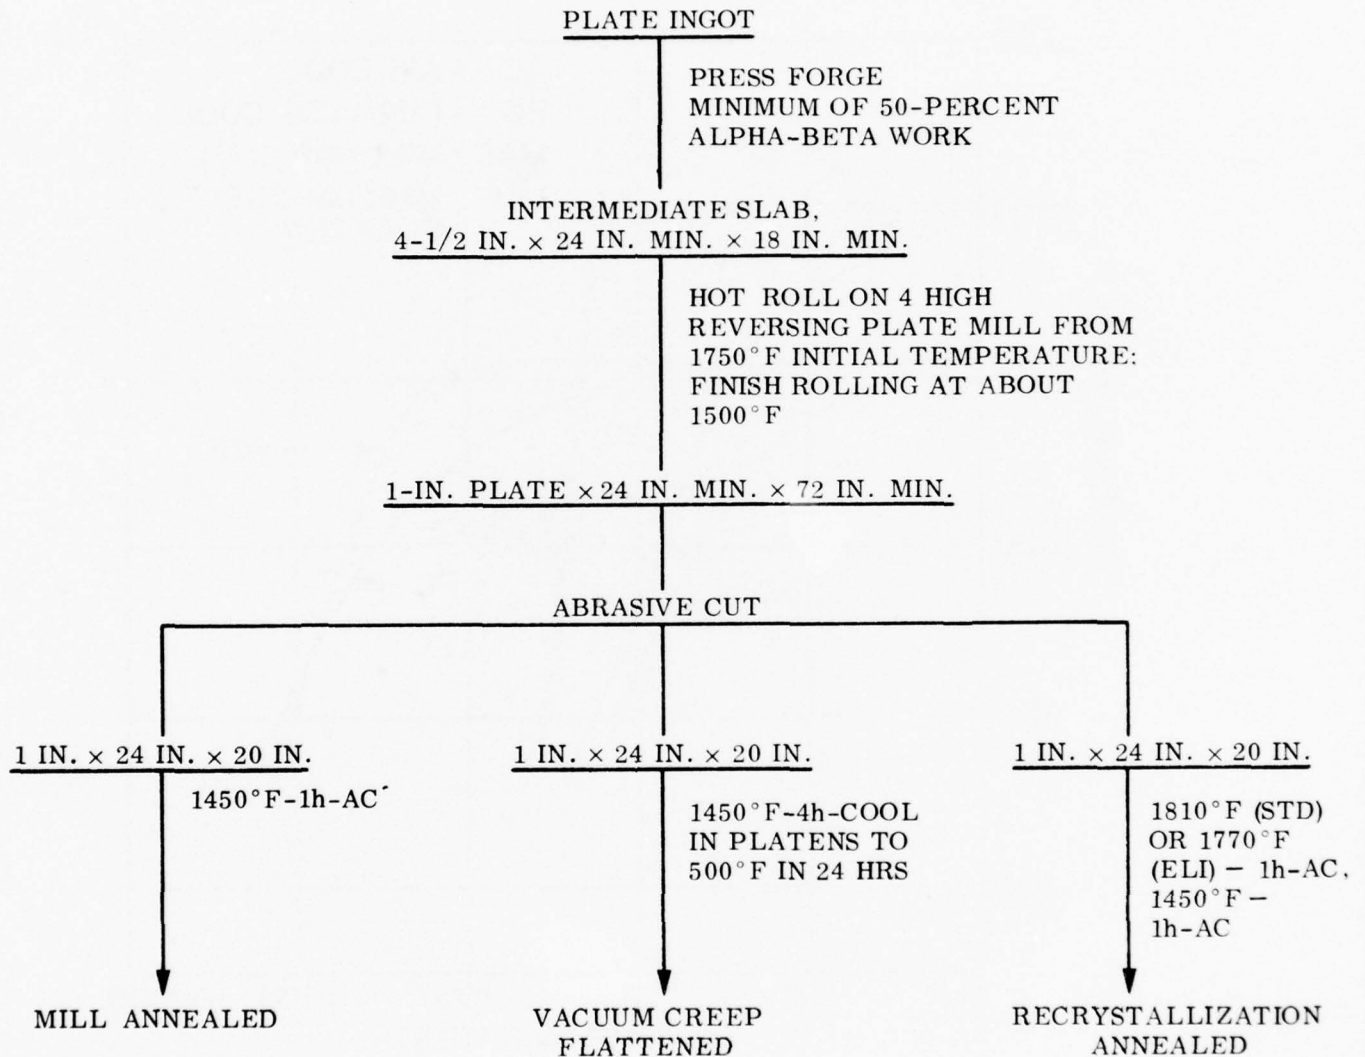 PLATE INGOT
PRESS FORGE
MINIMUM OF 50-PERCENT
ALPHA-BETA WORK
INTERMEDIATE SLAB,
4-1/2 IN. × 24 IN. MIN. × 18 IN. MIN.
HOT ROLL ON 4 HIGH
REVERSING PLATE MILL FROM
1750°F INITIAL TEMPERATURE:
FINISH ROLLING AT ABOUT
1500°F
1-IN. PLATE × 24 IN. MIN. × 72 IN. MIN.
ABRASIVE CUT
1 IN. × 24 IN. × 20 IN.
1450°F-1h-AC
MILL ANNEALED
1 IN. × 24 IN. × 20 IN.
1450°F-4h-COOL
IN PLATENS TO
500°F IN 24 HRS
VACUUM CREEP
FLATTENED
1 IN. × 24 IN. × 20 IN.
1810°F (STD)
OR 1770°F
(ELI) — 1h-AC,
1450°F —
1h-AC
RECRYSTALLIZATION
ANNEALED